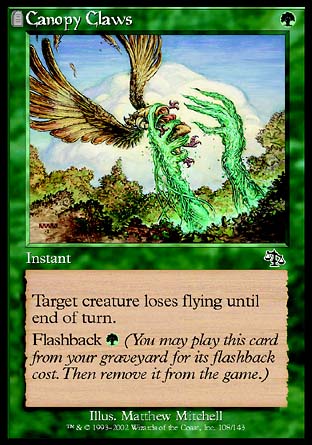 Canopy Claws
Instant
Target creature loses flying until
end of turn.
Flashback (You may play this card
from your graveyard for its flashback
cost. Then remove it from the game.)
Illus. Matthew Mitchell
™ & © 1993-2002 Wizards of the Coast, Inc. 108/143